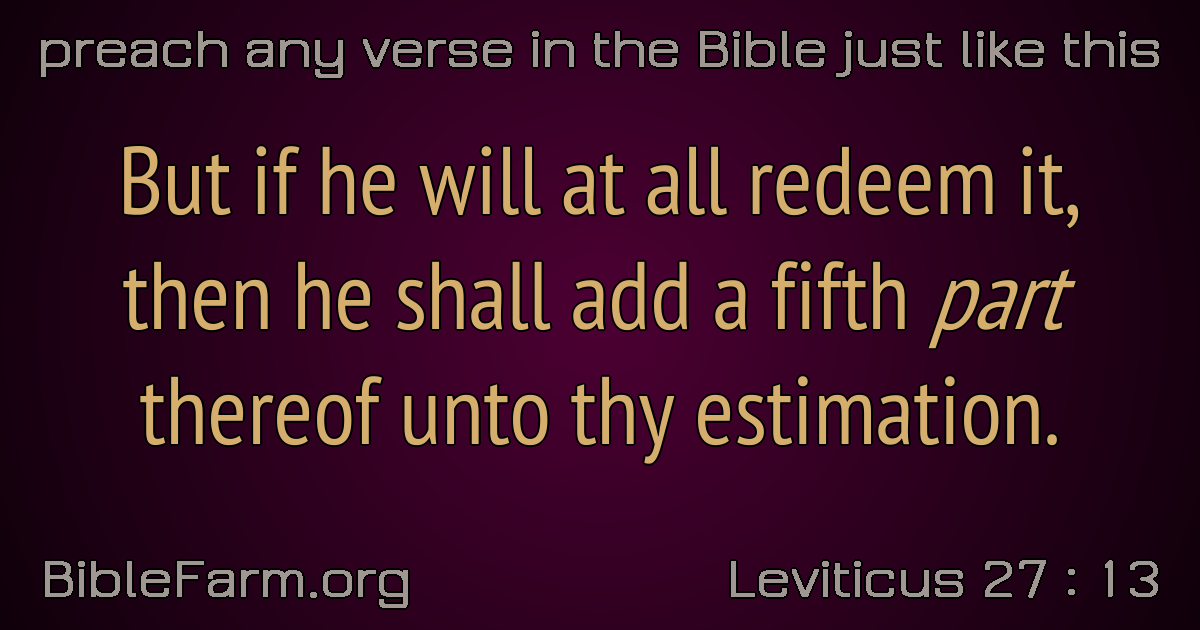 preach any verse in the Bible just like this
But if he will at all redeem it,
then he shall add a fifth part
thereof unto thy estimation.
BibleFarm.org
Leviticus 27 : 13